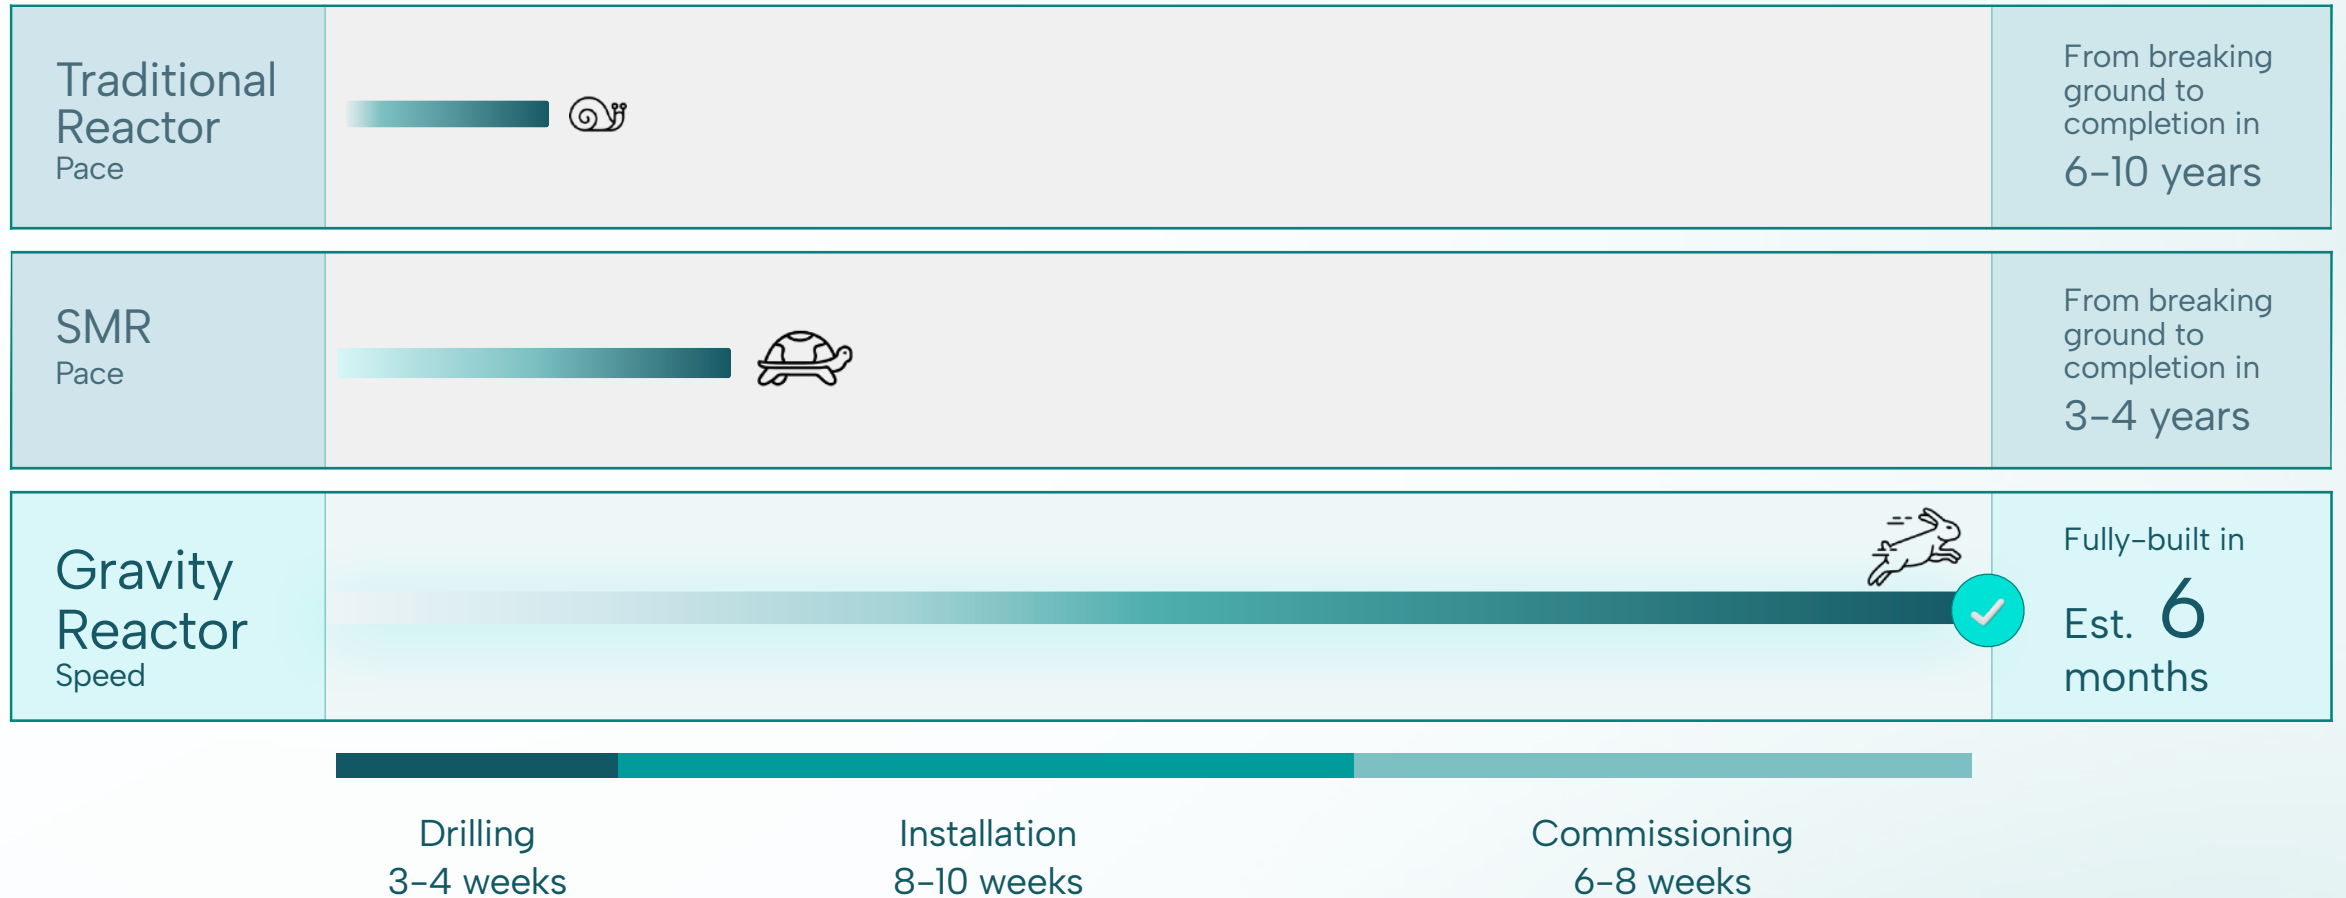 Traditional
Reactor
Pace
From breaking
ground to
completion in
6-10 years
SMR
Pace
From breaking
ground to
completion in
3-4 years
Gravity
Reactor
Speed
Fully-built in
Est. 6
months
Drilling
3-4 weeks
Installation
8-10 weeks
Commissioning
6-8 weeks